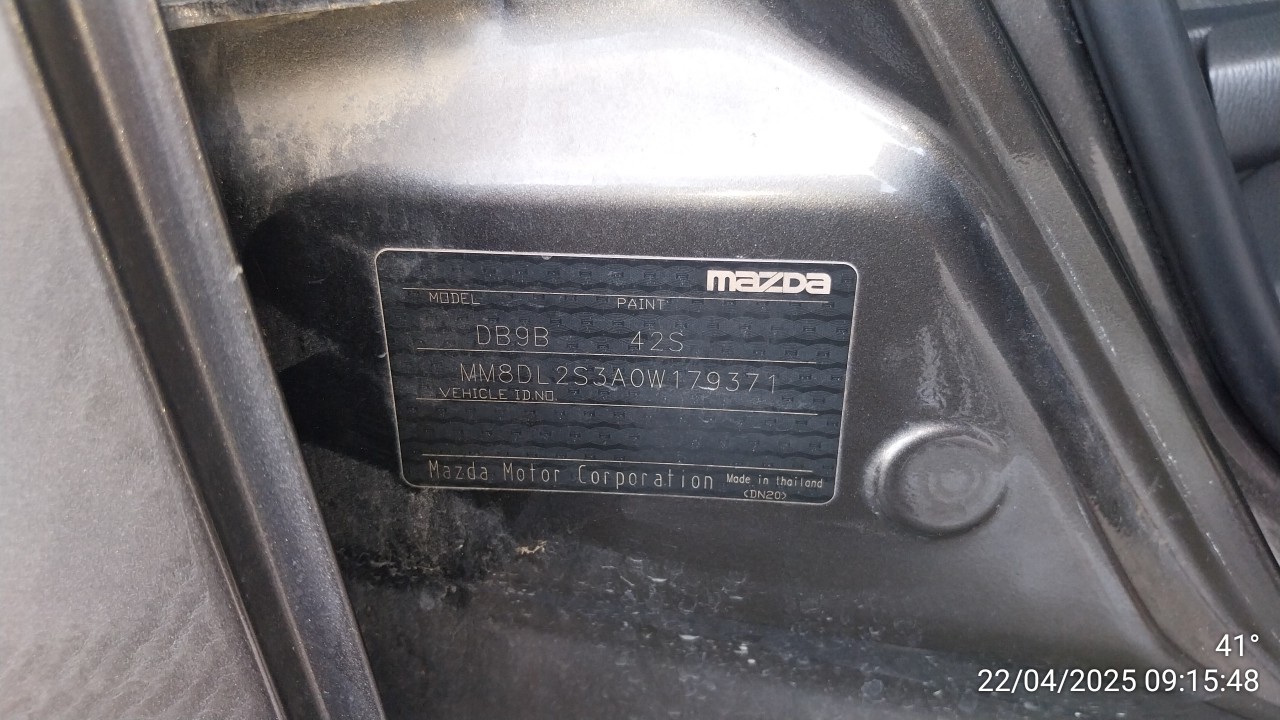 mazda
MODEL PAINT
DB9B 42S
MM8DL2S3A0W179371
VEHICLE ID.NO.
Mazda Motor Corporation Made in thailand
<DN20>
41°
22/04/2025 09:15:48